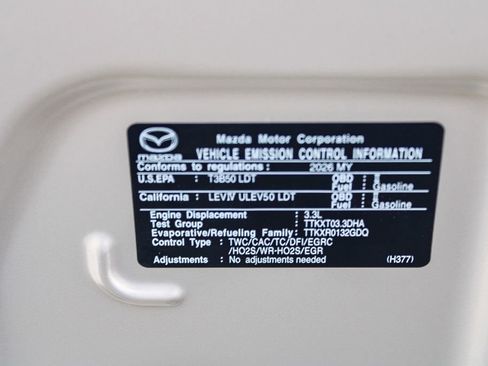 Mazda Motor Corporation
mazda VEHICLE EMISSION CONTROL INFORMATION
Conforms to regulations: 2026 MY
U.S.EPA : T3B50 LDT OBD : II
Fuel : Gasoline
California : LEVIV ULEV50 LDT OBD : II
Fuel : Gasoline
Engine Displacement : 3.3L
Test Group : TTKXT03.3DHA
Evaporative/Refueling Family: TTKXR0132GDQ
Control Type : TWC/CAC/TC/DFI/EGRC
/HO2S/WR-HO2S/EGR
Adjustments : No adjustments needed (H377)